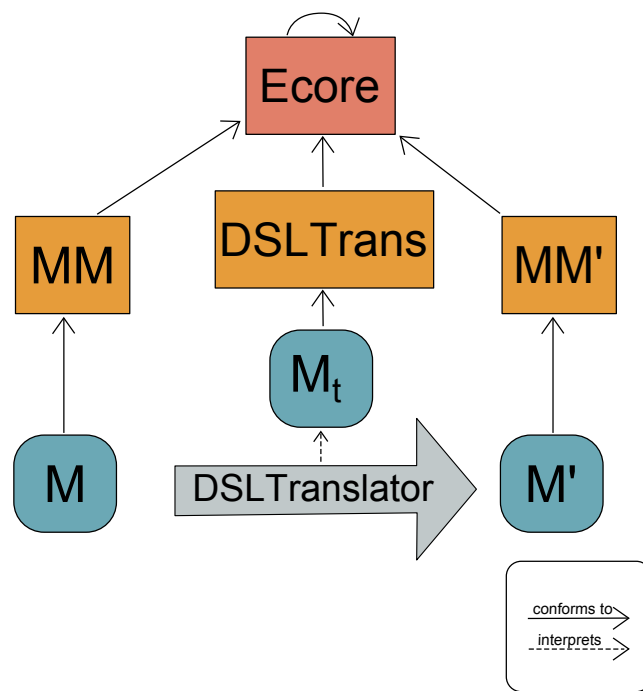 Ecore
MM
DSLTrans
MM'
Mt
M
DSLTranslator
M'
conforms to
interprets